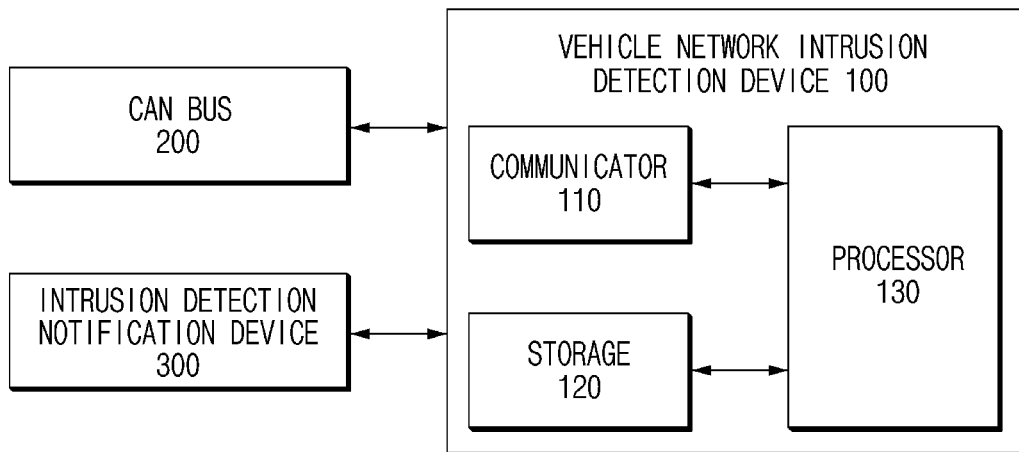 VEHICLE NETWORK INTRUSION
DETECTION DEVICE 100
CAN BUS
200
COMMUNICATOR
110
PROCESSOR
130
INTRUSION DETECTION
NOTIFICATION DEVICE
300
STORAGE
120